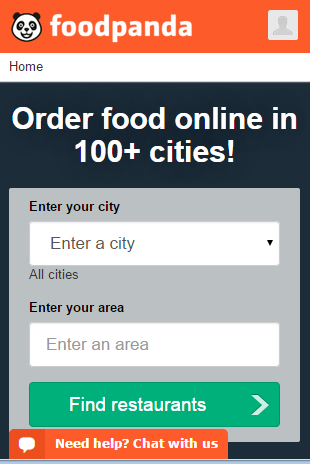 foodpanda
Home
Order food online in
100+ cities!
Enter your city
Enter a city
All cities
Enter your area
Enter an area
Find restaurants
Need help? Chat with us